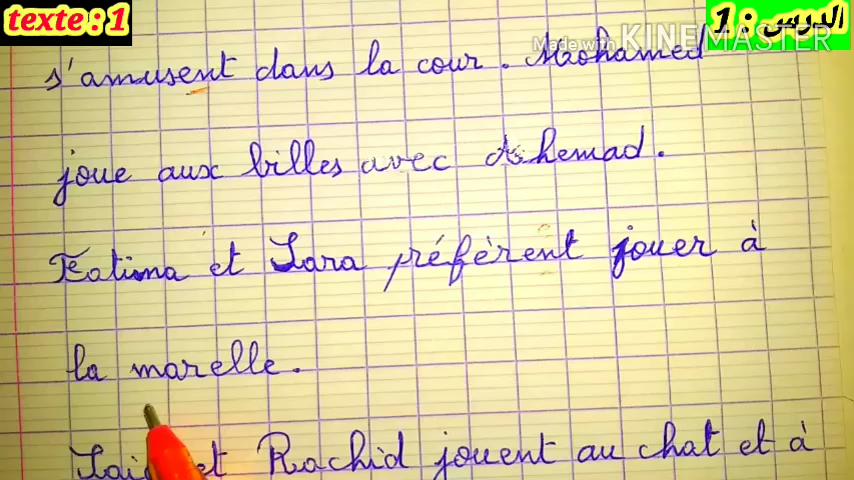 texte : 1
الدرس : 1
Made with KINEMASTER
s'amusent dans la cour. Mohamed
joue aux billes avec Ahemad.
Fatima et Sara préfèrent jouer à
la marelle.
et Rachid jouent au chat et à